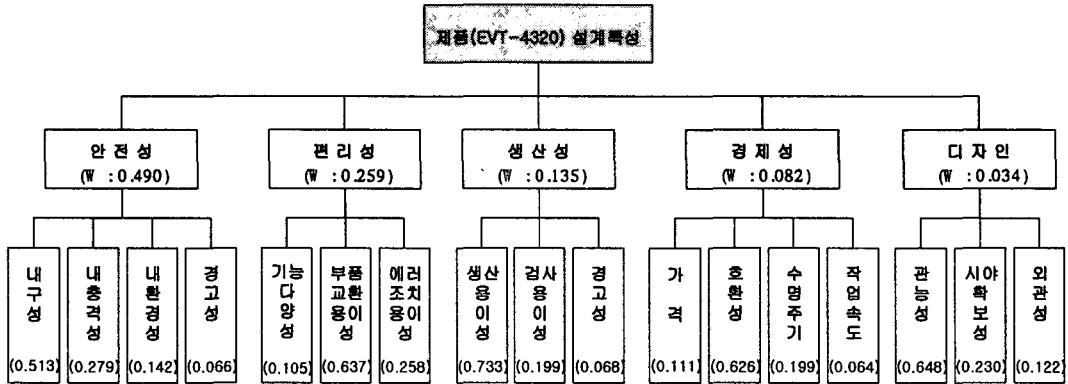 제품(EVT-4320) 설계특성
안전성
(W :0.490)
편리성
(W :0.259)
생산성
(W :0.135)
경제성
(W :0.082)
디자인
(W :0.034)
내구성
(0.513)
내충격성
(0.279)
내환경성
(0.142)
경고성
(0.066)
기능
다양성
(0.105)
부품
교환
용이성
(0.637)
에러
조치
용이성
(0.258)
생산
용이성
(0.733)
검사
용이성
(0.199)
경고성
(0.068)
가격
(0.111)
호환성
(0.626)
수명주기
(0.199)
작업속도
(0.064)
관능성
(0.648)
시야
확보성
(0.230)
외관성
(0.122)